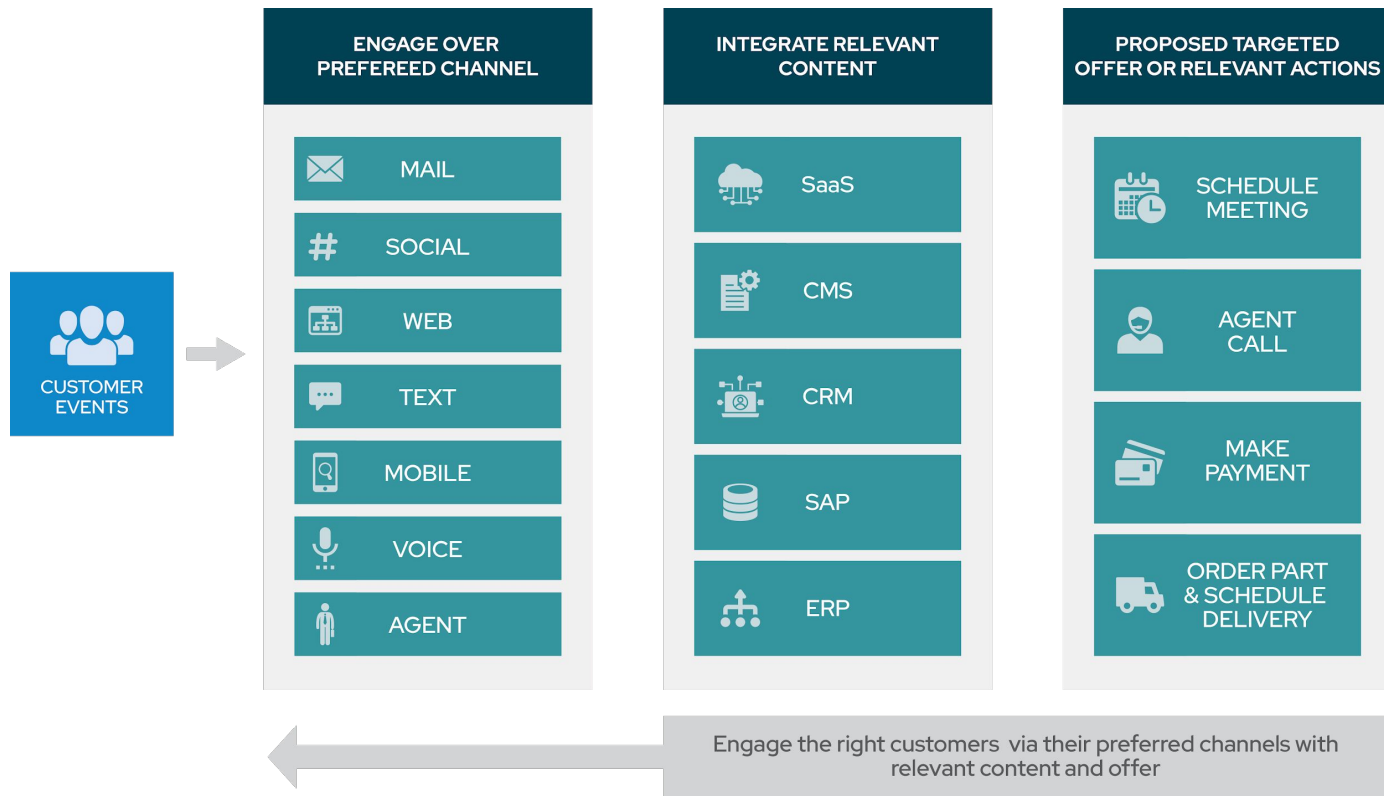 CUSTOMER
EVENTS
ENGAGE OVER
PREFEREED CHANNEL
MAIL
SOCIAL
WEB
TEXT
MOBILE
VOICE
AGENT
INTEGRATE RELEVANT
CONTENT
SaaS
CMS
CRM
SAP
ERP
PROPOSED TARGETED
OFFER OR RELEVANT ACTIONS
SCHEDULE
MEETING
AGENT
CALL
MAKE
PAYMENT
ORDER PART
& SCHEDULE
DELIVERY
Engage the right customers via their preferred channels with
relevant content and offer